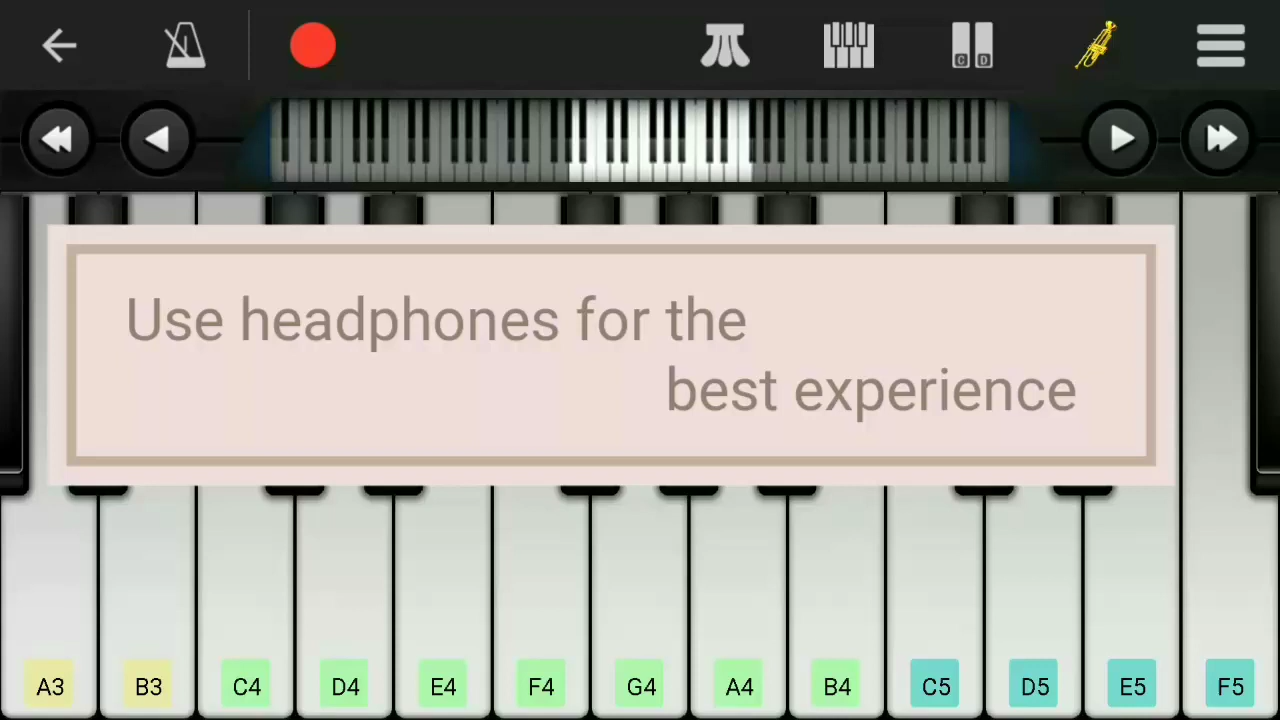 C D
Use headphones for the
best experience
A3 B3 C4 D4 E4 F4 G4 A4 B4 C5 D5 E5 F5